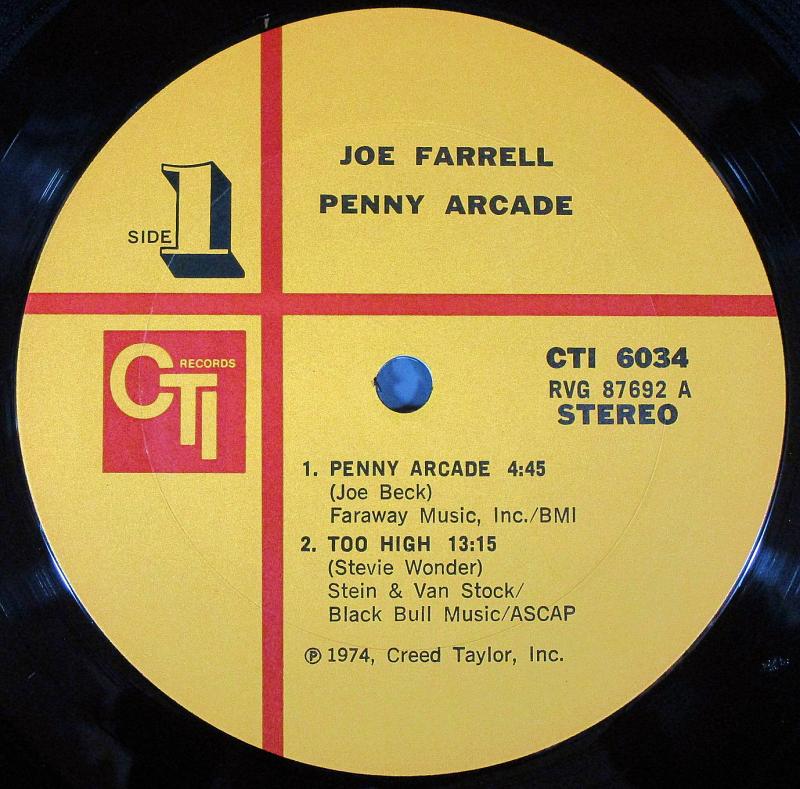 JOE FARRELL
PENNY ARCADE
SIDE 1
CTI RECORDS
CTI 6034
RVG 87692 A
STEREO
1. PENNY ARCADE 4:45
(Joe Beck)
Faraway Music, Inc./BMI
2. TOO HIGH 13:15
(Stevie Wonder)
Stein & Van Stock/
Black Bull Music/ASCAP
℗ 1974, Creed Taylor, Inc.